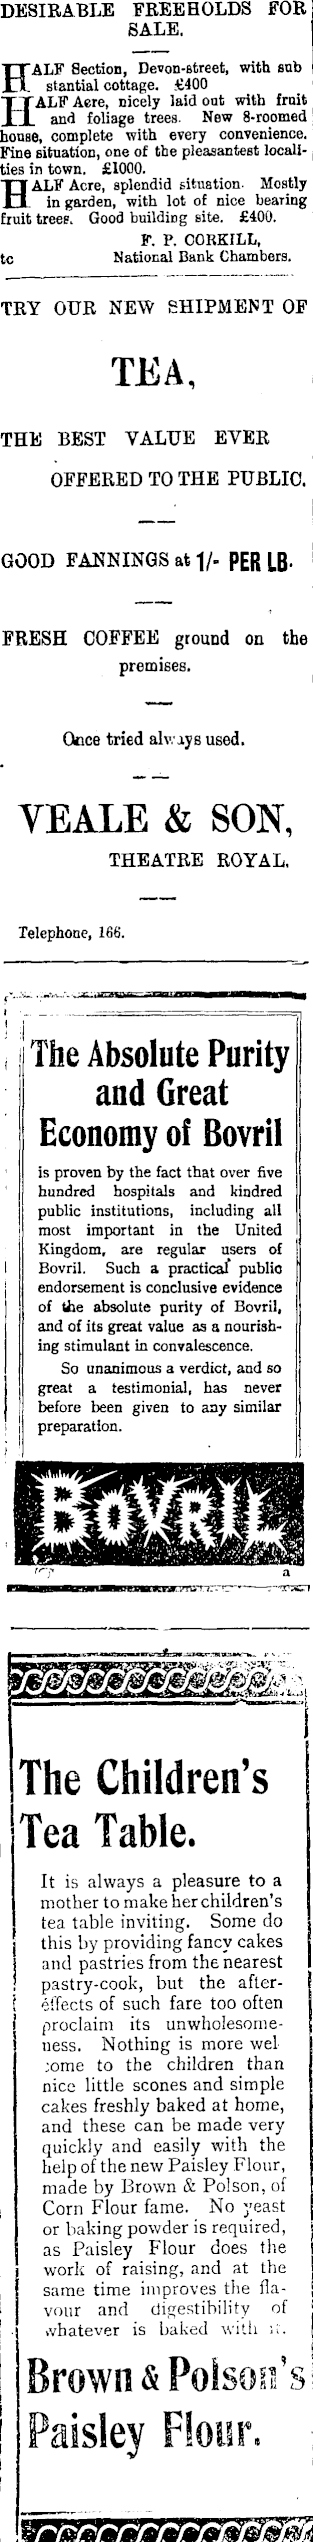 DESIRABLE FREEHOLDS FOR
SALE.
HALF Section, Devon-street, with sub
stantial cottage. £400
HALF Acre, nicely laid out with fruit
and foliage trees. New 8-roomed
house, complete with every convenience.
Fine situation, one of the pleasantest locali-
ties in town. £1000.
HALF Acre, splendid situation. Mostly
in garden, with lot of nice bearing
fruit trees. Good building site. £400.
F. P. CORKILL,
tc National Bank Chambers.
TRY OUR NEW SHIPMENT OF
TEA,
THE BEST VALUE EVER
OFFERED TO THE PUBLIC.
GOOD FANNINGS at 1/- PER LB.
FRESH COFFEE ground on the
premises.
Once tried always used.
VEALE & SON,
THEATRE ROYAL.
Telephone, 166.
The Absolute Purity
and Great
Economy of Bovril
is proven by the fact that over five
hundred hospitals and kindred
public institutions, including all
most important in the United
Kingdom, are regular users of
Bovril. Such a practical public
endorsement is conclusive evidence
of the absolute purity of Bovril,
and of its great value as a nourish-
ing stimulant in convalescence.
So unanimous a verdict, and so
great a testimonial, has never
before been given to any similar
preparation.
BOVRIL
a
The Children's
Tea Table.
It is always a pleasure to a
mother to make her children's
tea table inviting. Some do
this by providing fancy cakes
and pastries from the nearest
pastry-cook, but the after-
effects of such fare too often
proclaim its unwholesome-
ness. Nothing is more wel
come to the children than
nice little scones and simple
cakes freshly baked at home,
and these can be made very
quickly and easily with the
help of the new Paisley Flour,
made by Brown & Polson, of
Corn Flour fame. No yeast
or baking powder is required,
as Paisley Flour does the
work of raising, and at the
same time improves the fla-
vour and digestibility of
whatever is baked with it.
Brown & Polson's
Paisley Flour.